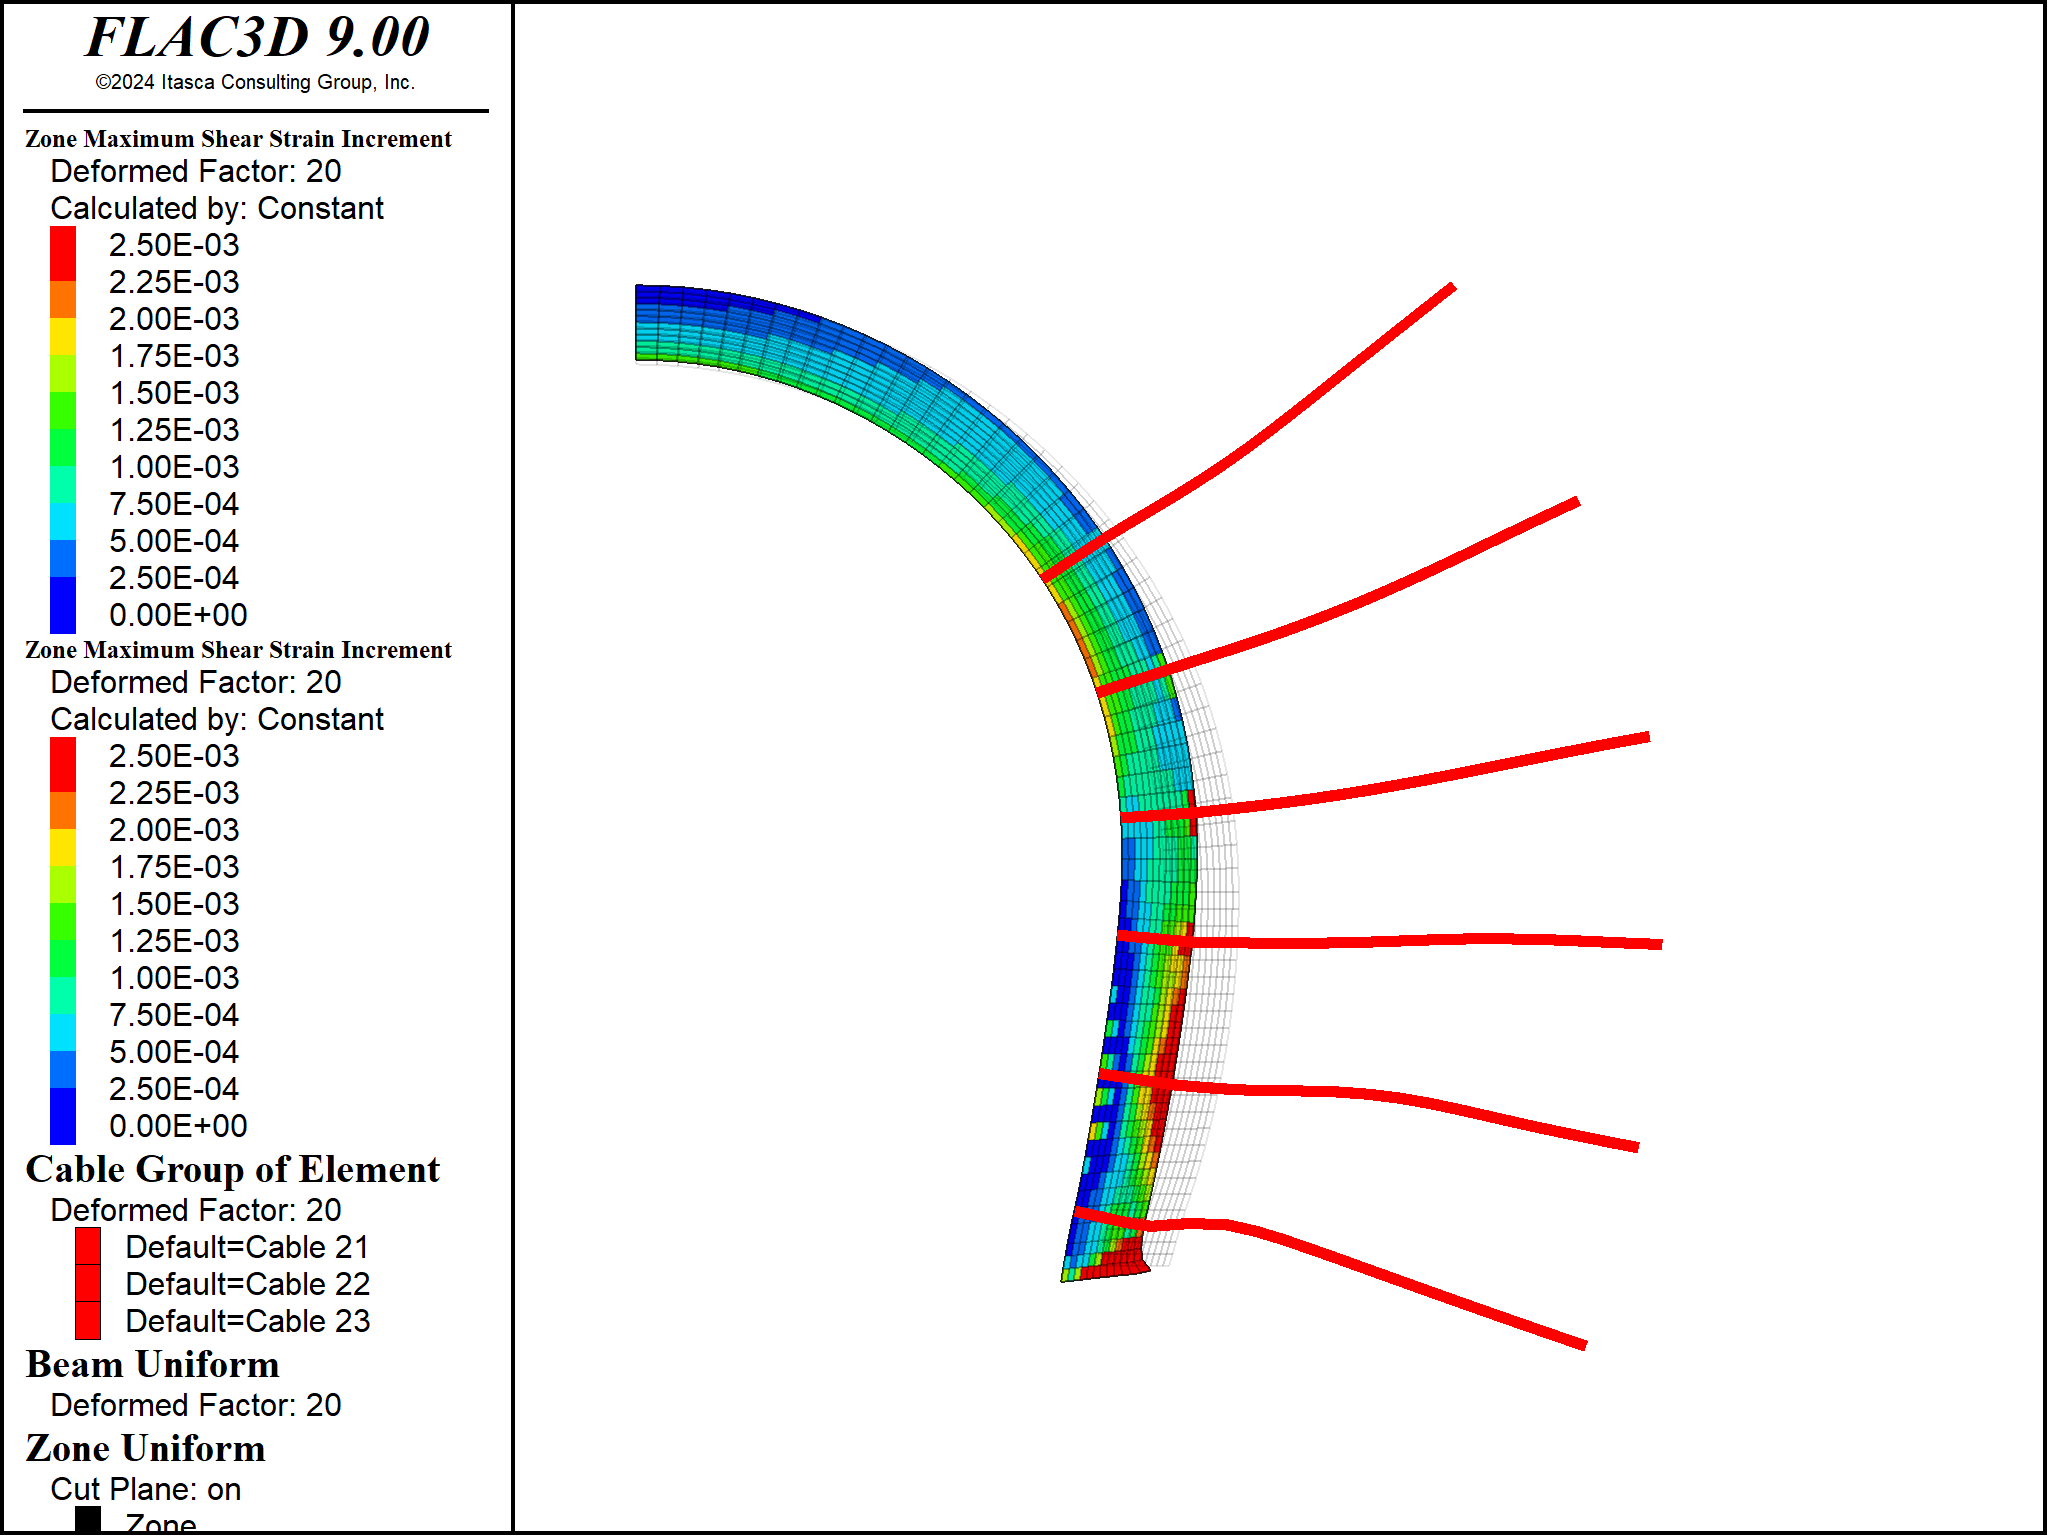 FLAC3D 9.00
©2024 Itasca Consulting Group, Inc.
Zone Maximum Shear Strain Increment
Deformed Factor: 20
Calculated by: Constant
2.50E-03
2.25E-03
2.00E-03
1.75E-03
1.50E-03
1.25E-03
1.00E-03
7.50E-04
5.00E-04
2.50E-04
0.00E+00
Zone Maximum Shear Strain Increment
Deformed Factor: 20
Calculated by: Constant
2.50E-03
2.25E-03
2.00E-03
1.75E-03
1.50E-03
1.25E-03
1.00E-03
7.50E-04
5.00E-04
2.50E-04
0.00E+00
Cable Group of Element
Deformed Factor: 20
Default=Cable 21
Default=Cable 22
Default=Cable 23
Beam Uniform
Deformed Factor: 20
Zone Uniform
Cut Plane: on
Zone